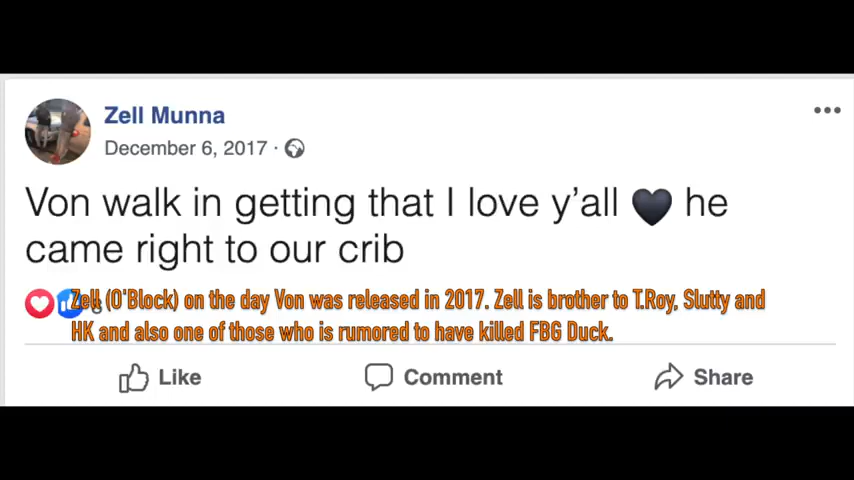 Zell Munna
December 6, 2017 ·
Von walk in getting that I love y'all 🖤 he
came right to our crib
Zell (O'Block) on the day Von was released in 2017. Zell is brother to T.Roy, Slutty and
HK and also one of those who is rumored to have killed FBG Duck.
Like Comment Share